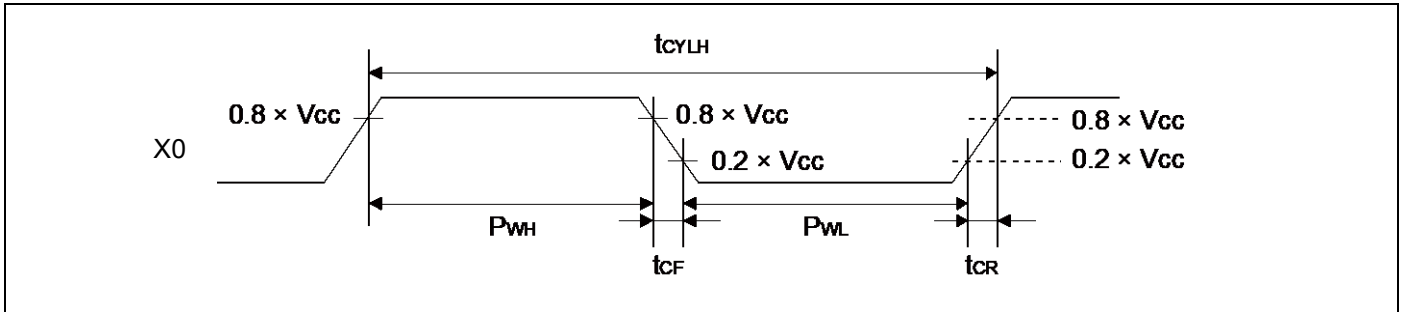 tCYLH
0.8 × Vcc
0.8 × Vcc
0.8 × Vcc
X0
0.2 × Vcc
0.2 × Vcc
PWH
PWL
tCF
tCR